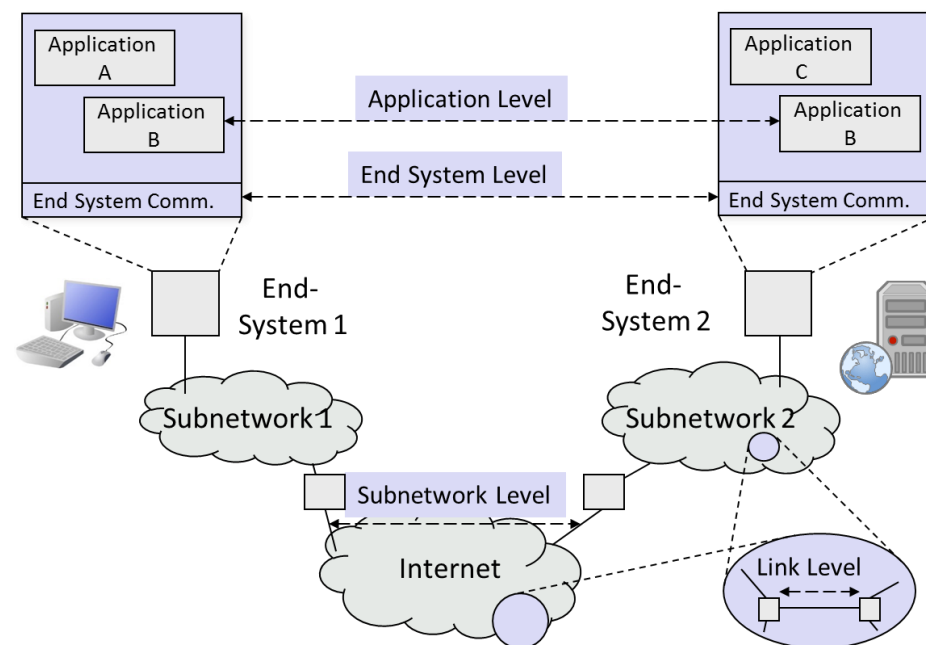 Application
A
Application
B
End System Comm.
Application Level
End System Level
Application
C
Application
B
End System Comm.
End-
System 1
End-
System 2
Subnetwork 1
Subnetwork 2
Subnetwork Level
Internet
Link Level